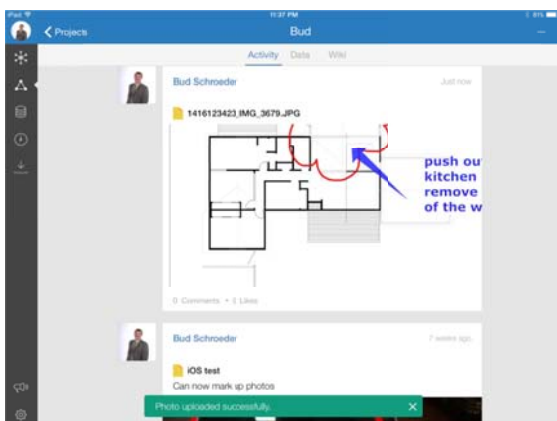 iPad
11:37 PM
81%
Projects
Bud
Activity Data Wiki
Bud Schroeder
Just now
1416123423_IMG_3679.JPG
push ou
kitchen
remove
of the w
0 Comments • 0 Likes
Bud Schroeder
7 weeks ago
iOS test
Can now mark up photos
Photo uploaded successfully.